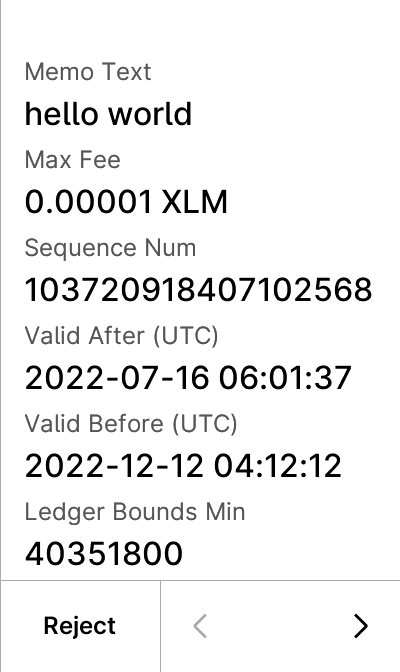 Memo Text
hello world
Max Fee
0.00001 XLM
Sequence Num
103720918407102568
Valid After (UTC)
2022-07-16 06:01:37
Valid Before (UTC)
2022-12-12 04:12:12
Ledger Bounds Min
40351800
Reject